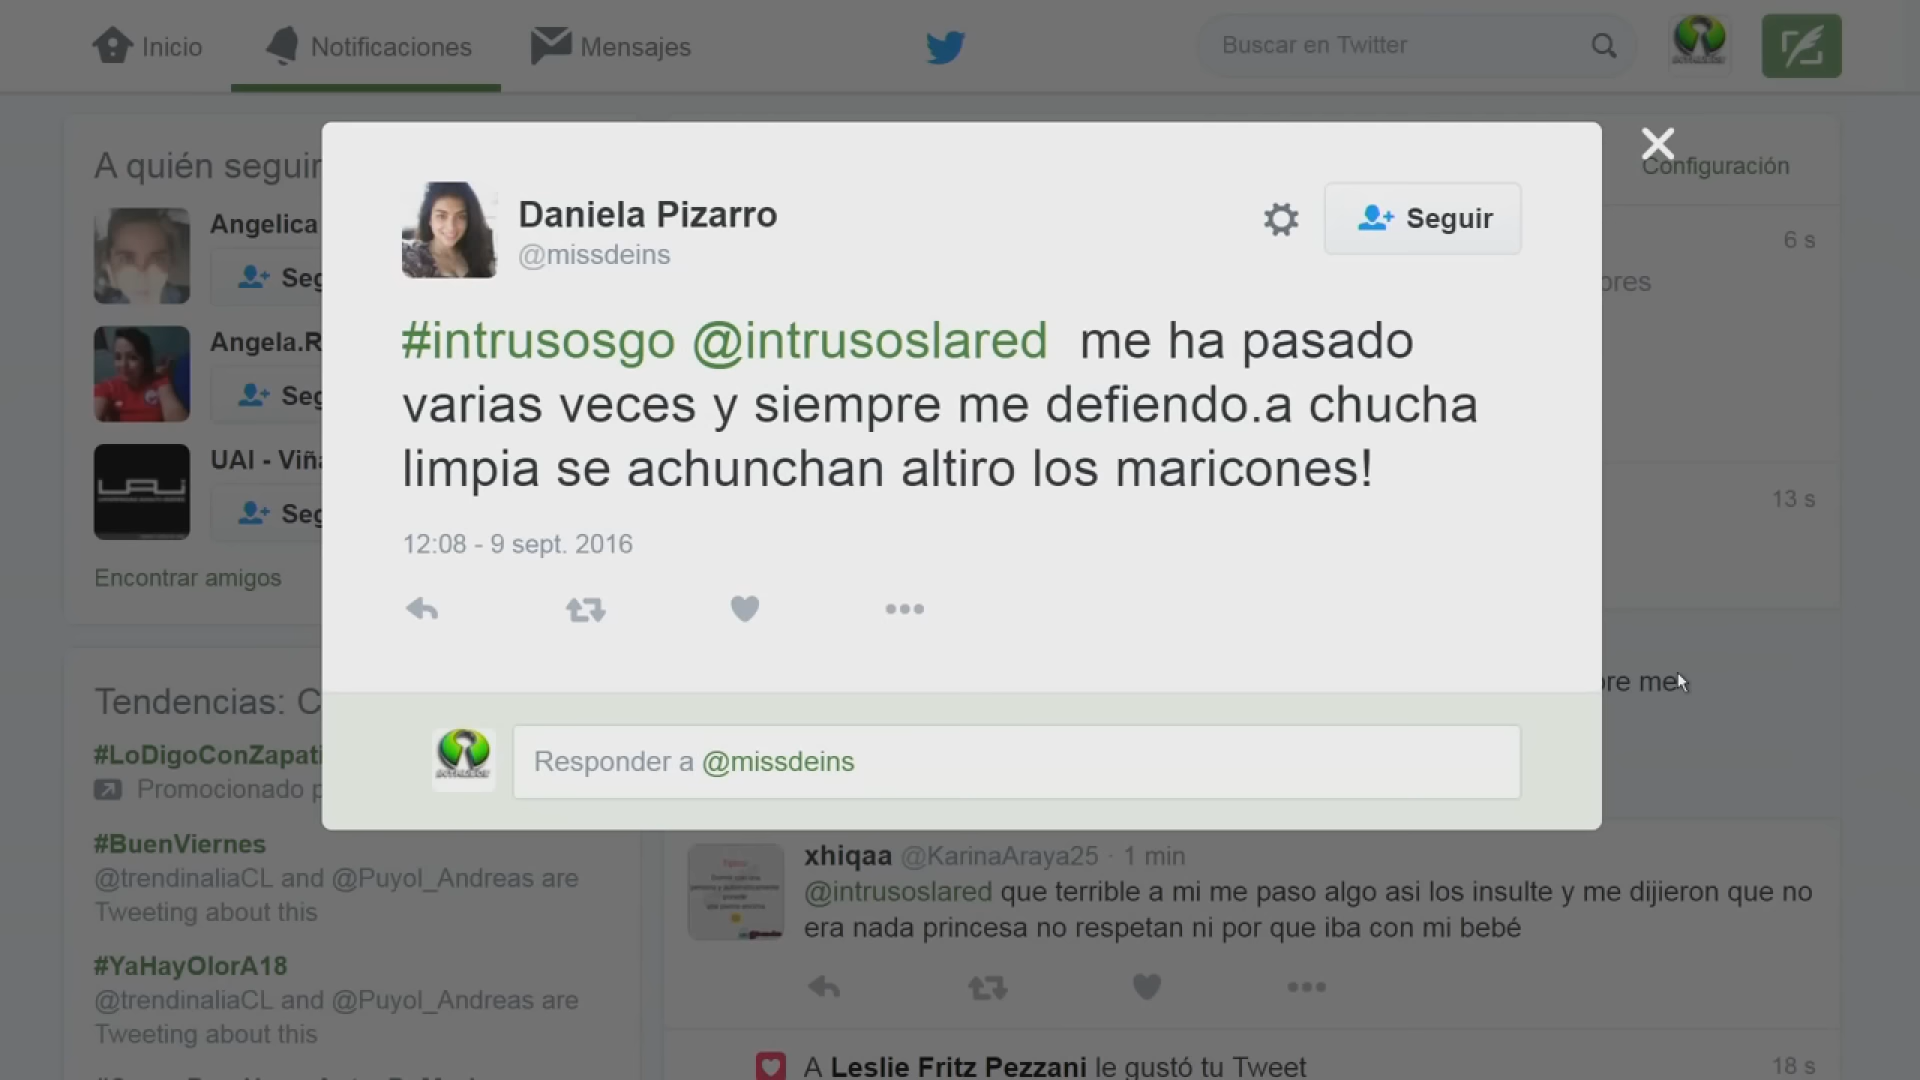 Inicio
Notificaciones
Mensajes
Buscar en Twitter
A quién seguir
Configuración
Angelica
Seg
Angela.R
Seg
UAI - Viña
Seg
Encontrar amigos
Tendencias: C
#LoDigoConZapati
Promocionado p
#BuenViernes
@trendinaliaCL and @Puyol_Andreas are
Tweeting about this
#YaHayOlorA18
@trendinaliaCL and @Puyol_Andreas are
Tweeting about this
Daniela Pizarro
@missdeins
Seguir
#intrusosgo @intrusoslared me ha pasado
varias veces y siempre me defiendo.a chucha
limpia se achunchan altiro los maricones!
12:08 - 9 sept. 2016
Responder a @missdeins
6 s
ores
13 s
ore me
xhiqaa @KarinaAraya25 · 1 min
@intrusoslared que terrible a mi me paso algo asi los insulte y me dijieron que no
era nada princesa no respetan ni por que iba con mi bebé
A Leslie Fritz Pezzani le gustó tu Tweet
18 s